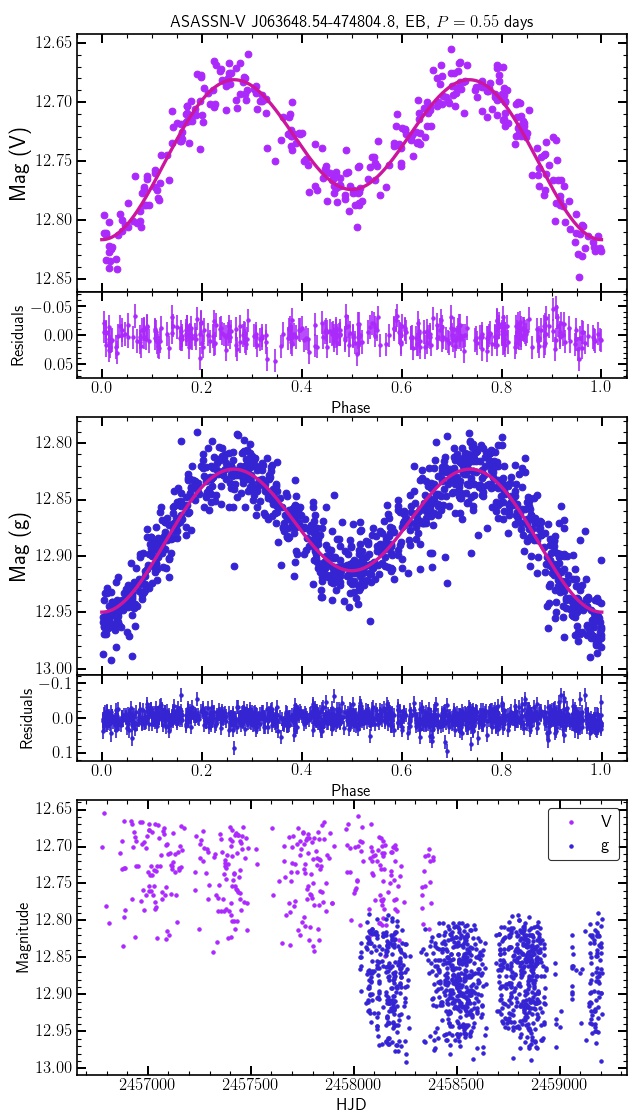 ASASSN-V J063648.54-474804.8, EB, P = 0.55 days
12.65
12.70
12.75
12.80
12.85
Mag (V)
−0.05
0.00
0.05
Residuals
0.0 0.2 0.4 0.6 0.8 1.0
Phase
12.80
12.85
12.90
12.95
13.00
Mag (g)
−0.1
0.0
0.1
Residuals
0.0 0.2 0.4 0.6 0.8 1.0
Phase
12.65
12.70
12.75
12.80
12.85
12.90
12.95
13.00
Magnitude
V
g
2457000 2457500 2458000 2458500 2459000
HJD